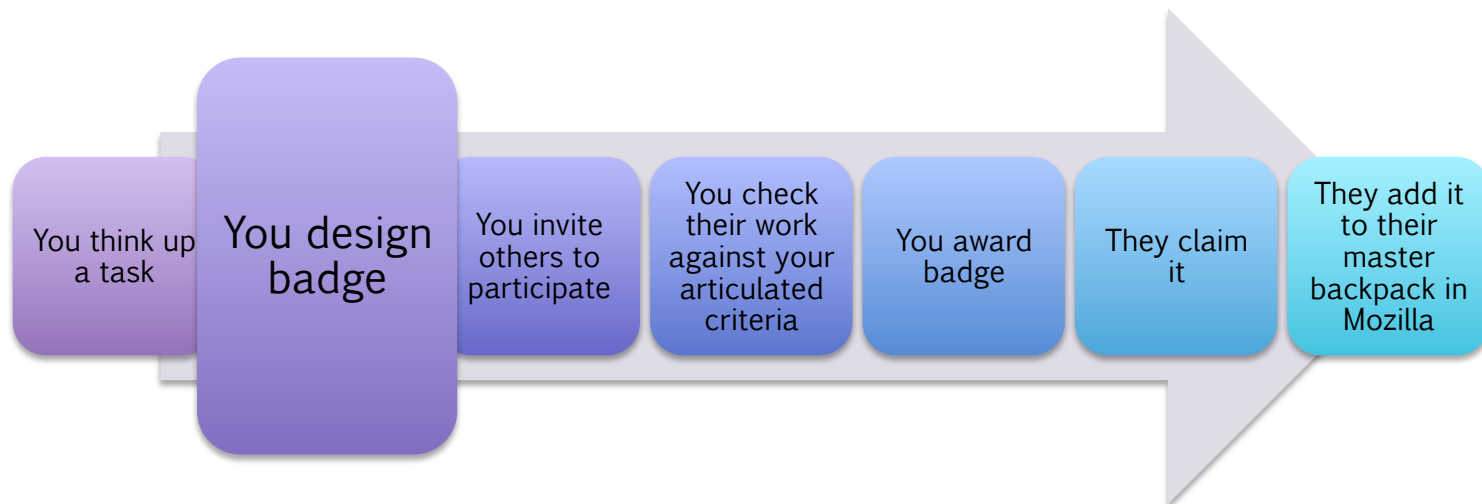 You think up
a task
You design
badge
You invite
others to
participate
You check
their work
against your
articulated
criteria
You award
badge
They claim
it
They add it
to their
master
backpack in
Mozilla